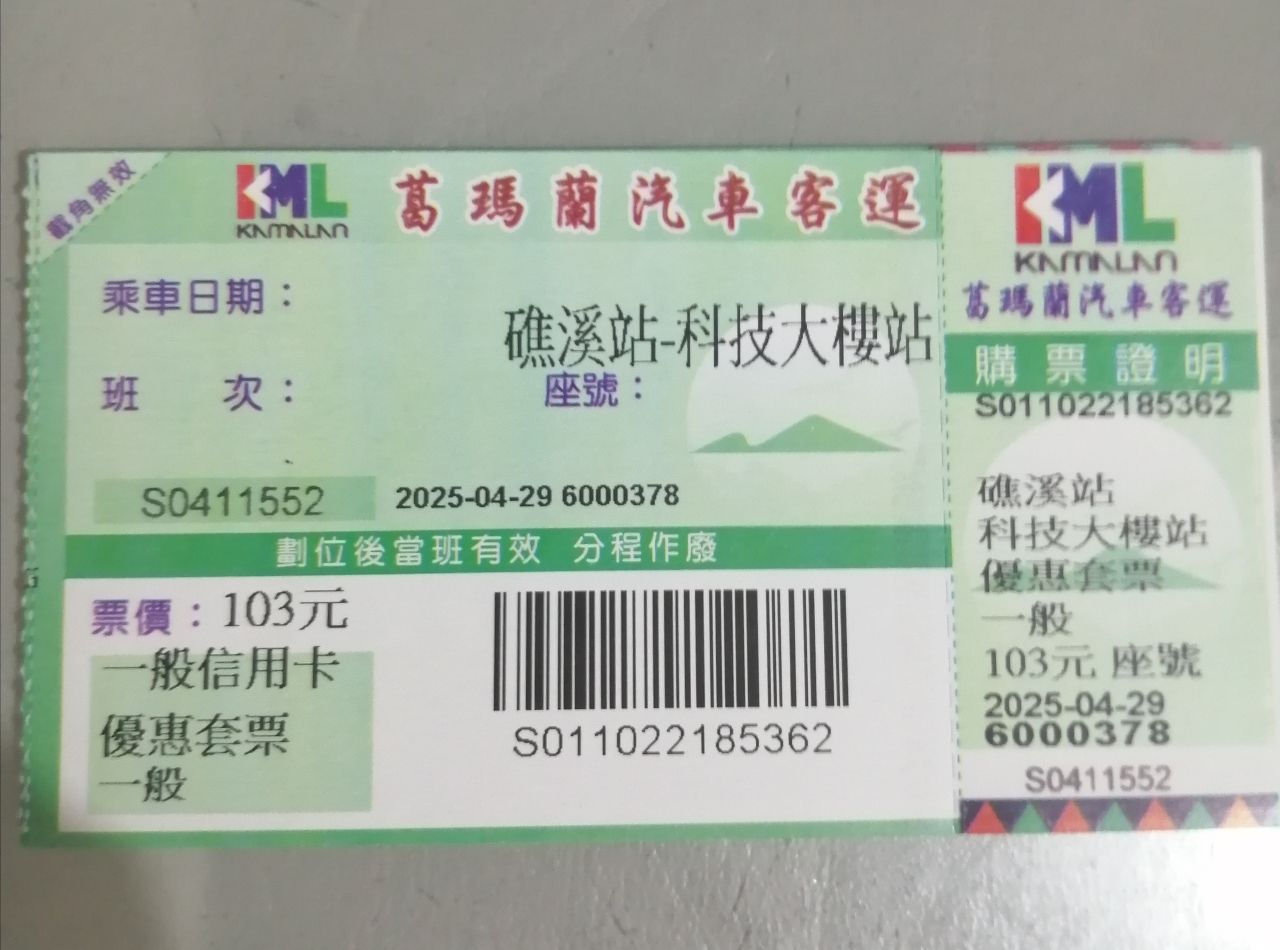 截角無效
KML
KAMALAN
葛瑪蘭汽車客運
乘車日期：
礁溪站-科技大樓站
班　次：
座號：
S0411552
2025-04-29 6000378
劃位後當班有效 分程作廢
票價：103元
一般信用卡
優惠套票
一般
S011022185362
KML
KAMALAN
葛瑪蘭汽車客運
購票證明
S011022185362
礁溪站
科技大樓站
優惠套票
一般
103元 座號
2025-04-29
6000378
S0411552